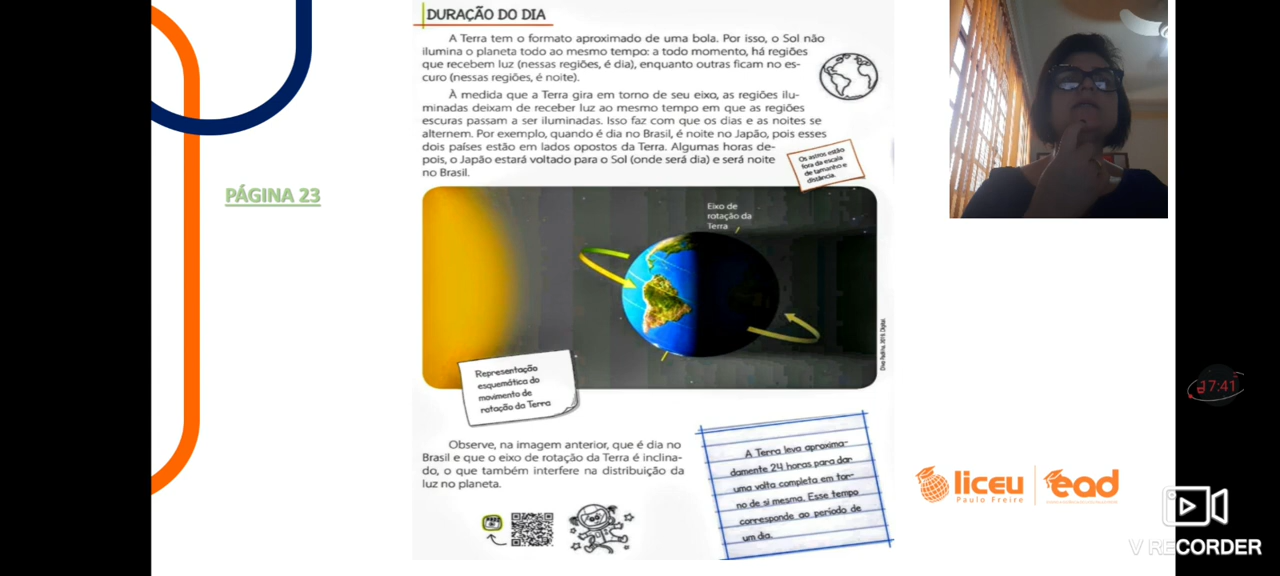 DURAÇÃO DO DIA
A Terra tem o formato aproximado de uma bola. Por isso, o Sol não
ilumina o planeta todo ao mesmo tempo: a todo momento, há regiões
que recebem luz (nessas regiões, é dia), enquanto outras ficam no es-
curo (nessas regiões, é noite).
À medida que a Terra gira em torno de seu eixo, as regiões ilu-
minadas deixam de receber luz ao mesmo tempo em que as regiões
escuras passam a ser iluminadas. Isso faz com que os dias e as noites se
alternem. Por exemplo, quando é dia no Brasil, é noite no Japão, pois esses
dois países estão em lados opostos da Terra. Algumas horas de-
pois, o Japão estará voltado para o Sol (onde será dia) e será noite
no Brasil.
Os astros estão
fora da escala
de tamanho e
distância.
PÁGINA 23
Eixo de
rotação da
Terra
Representação
esquemática do
movimento de
rotação da Terra
Observe, na imagem anterior, que é dia no
Brasil e que o eixo de rotação da Terra é inclina-
do, o que também interfere na distribuição da
luz no planeta.
A Terra leva aproxima-
damente 24 horas para dar
uma volta completa em tor-
no de si mesma. Esse tempo
corresponde ao período de
um dia.
17:41
liceu
Paulo Freire
ead
V RECORDER